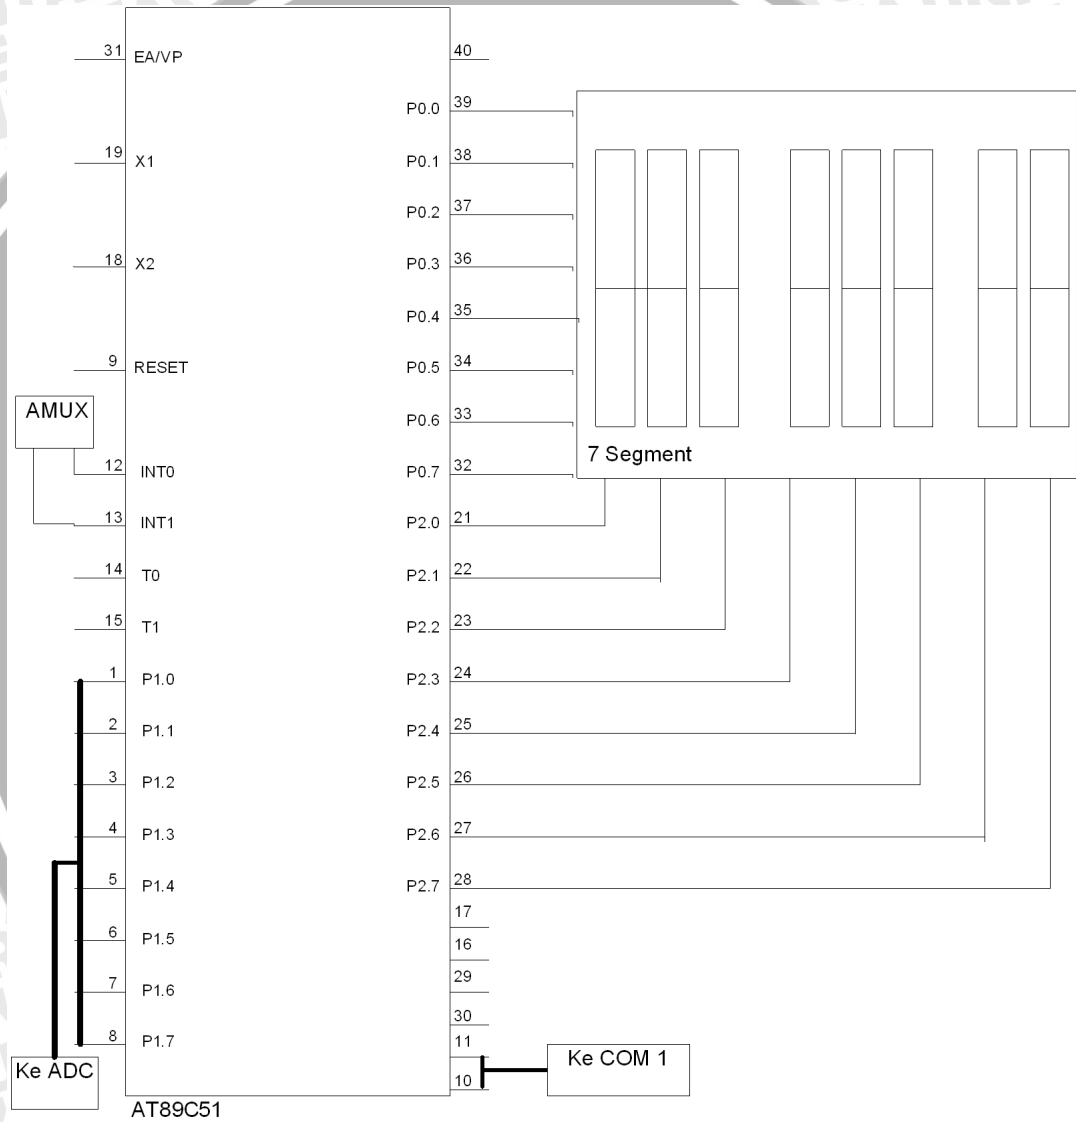 31 EA/VP 40
P0.0 39
19 X1 P0.1 38
P0.2 37
18 X2 P0.3 36
P0.4 35
9 RESET P0.5 34
AMUX
P0.6 33
7 Segment
12 INT0 P0.7 32
13 INT1 P2.0 21
14 T0 P2.1 22
15 T1 P2.2 23
1 P1.0 P2.3 24
2 P1.1 P2.4 25
3 P1.2 P2.5 26
4 P1.3 P2.6 27
5 P1.4 P2.7 28
17
6 P1.5 16
7 P1.6 29
30
8 P1.7 11
Ke ADC 10 Ke COM 1
AT89C51